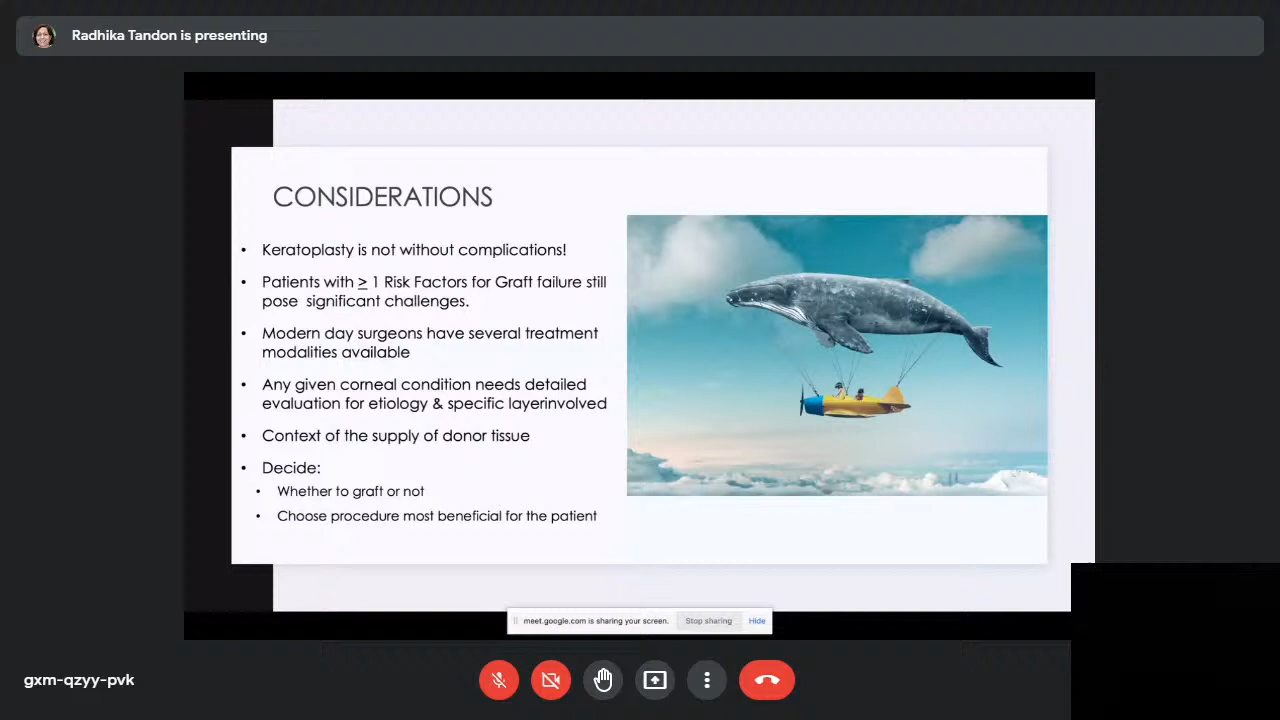 Radhika Tandon is presenting
CONSIDERATIONS
• Keratoplasty is not without complications!
• Patients with ≥ 1 Risk Factors for Graft failure still
pose significant challenges.
• Modern day surgeons have several treatment
modalities available
• Any given corneal condition needs detailed
evaluation for etiology & specific layerinvolved
• Context of the supply of donor tissue
• Decide:
• Whether to graft or not
• Choose procedure most beneficial for the patient
meet.google.com is sharing your screen. Stop sharing Hide
gxm-qzyy-pvk